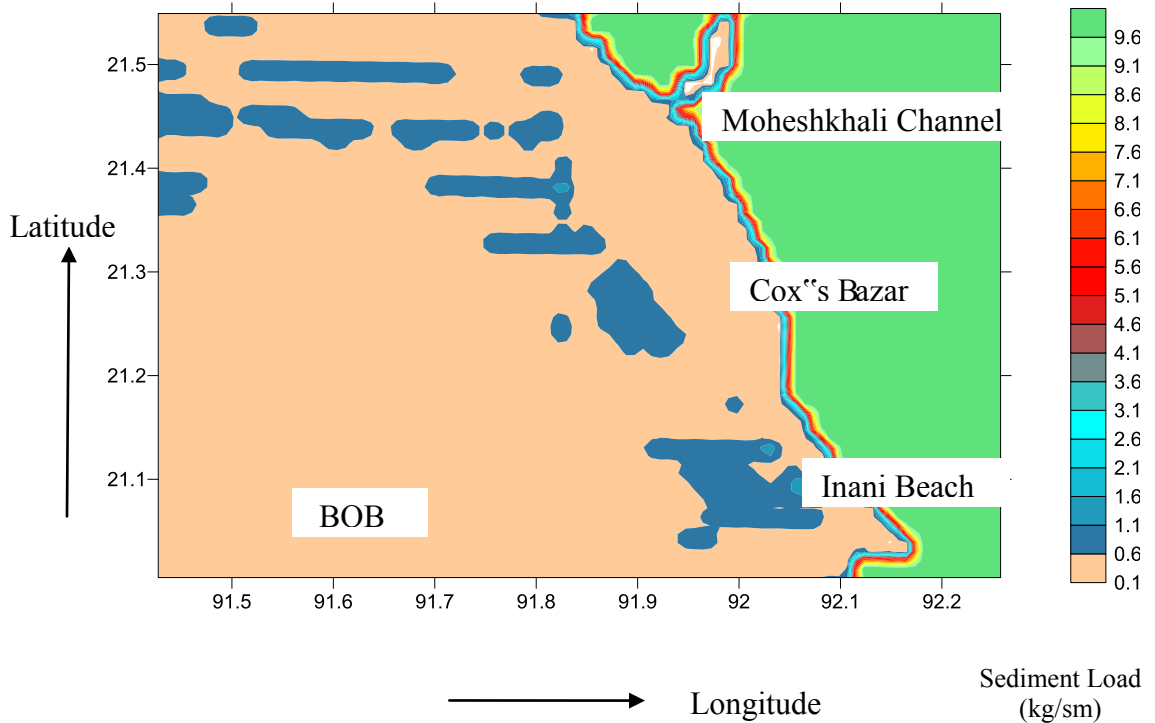 21.5
21.4
21.3
21.2
21.1
Latitude
Moheshkhali Channel
Cox‟s Bazar
Inani Beach
BOB
91.5 91.6 91.7 91.8 91.9 92 92.1 92.2
Longitude
9.6
9.1
8.6
8.1
7.6
7.1
6.6
6.1
5.6
5.1
4.6
4.1
3.6
3.1
2.6
2.1
1.6
1.1
0.6
0.1
Sediment Load
(kg/sm)